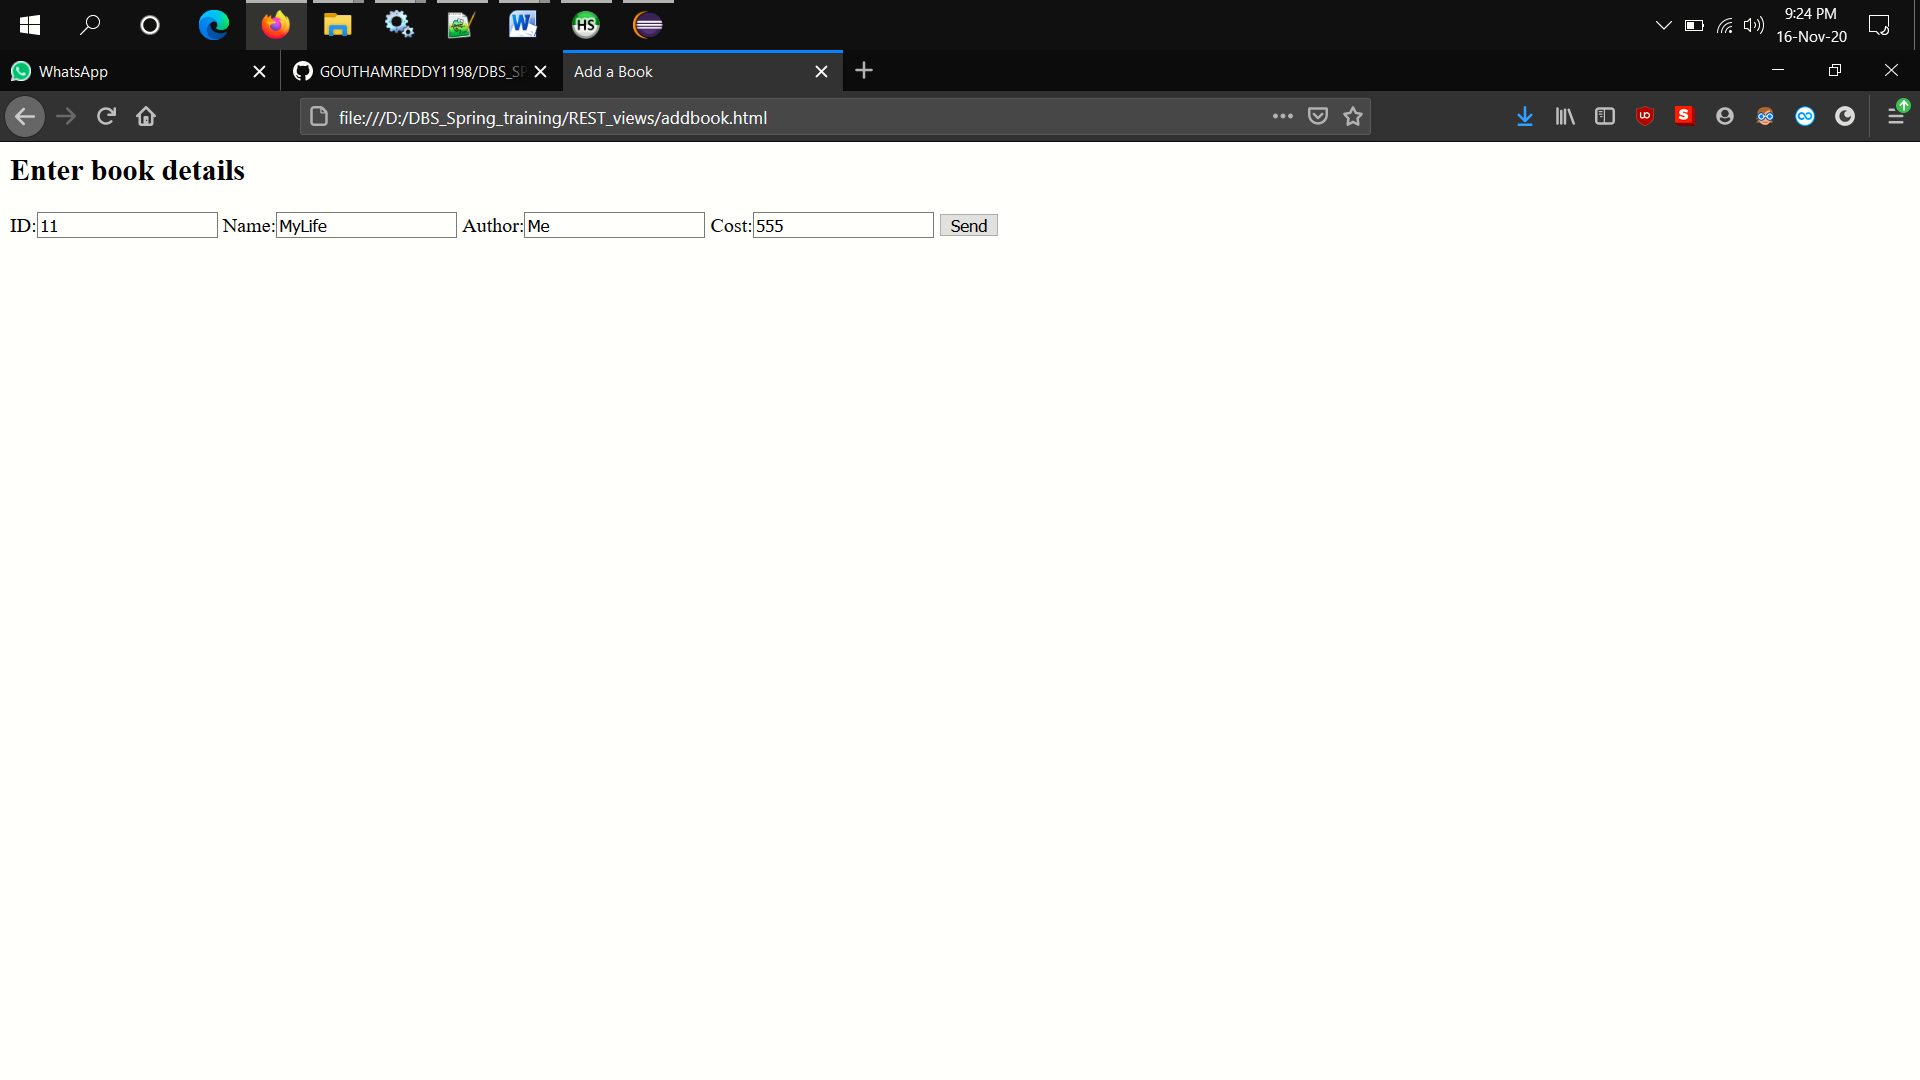 9:24 PM
16-Nov-20
WhatsApp
GOUTHAMREDDY1198/DBS_SP
Add a Book
file:///D:/DBS_Spring_training/REST_views/addbook.html
Enter book details
ID: 11 Name: MyLife Author: Me Cost: 555 Send